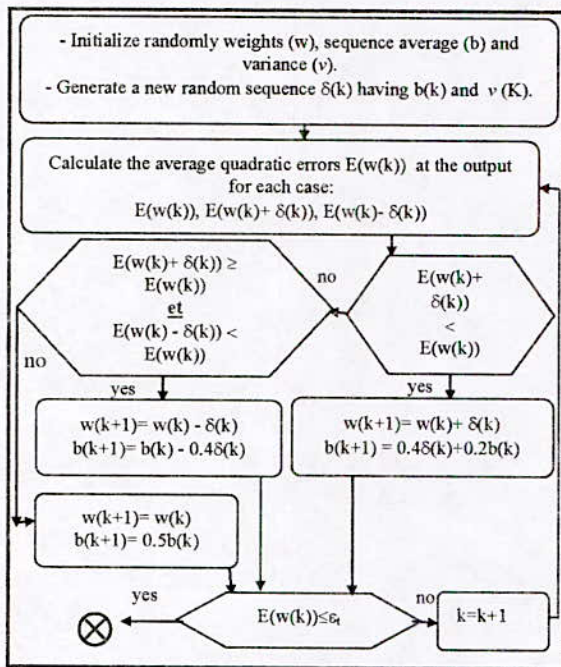 - Initialize randomly weights (w), sequence average (b) and
variance (v).
- Generate a new random sequence δ(k) having b(k) and v (K).
Calculate the average quadratic errors E(w(k)) at the output
for each case:
E(w(k)), E(w(k)+ δ(k)), E(w(k)- δ(k))
E(w(k)+ δ(k)) ≥
E(w(k))
et
E(w(k) - δ(k)) <
E(w(k))
no
E(w(k)+
δ(k))
<
E(w(k))
no
yes
yes
w(k+1)= w(k) - δ(k)
b(k+1)= b(k) - 0.4δ(k)
w(k+1)= w(k)+ δ(k)
b(k+1) = 0.4δ(k)+0.2b(k)
w(k+1)= w(k)
b(k+1)= 0.5b(k)
yes
E(w(k))≤εt
no
k=k+1